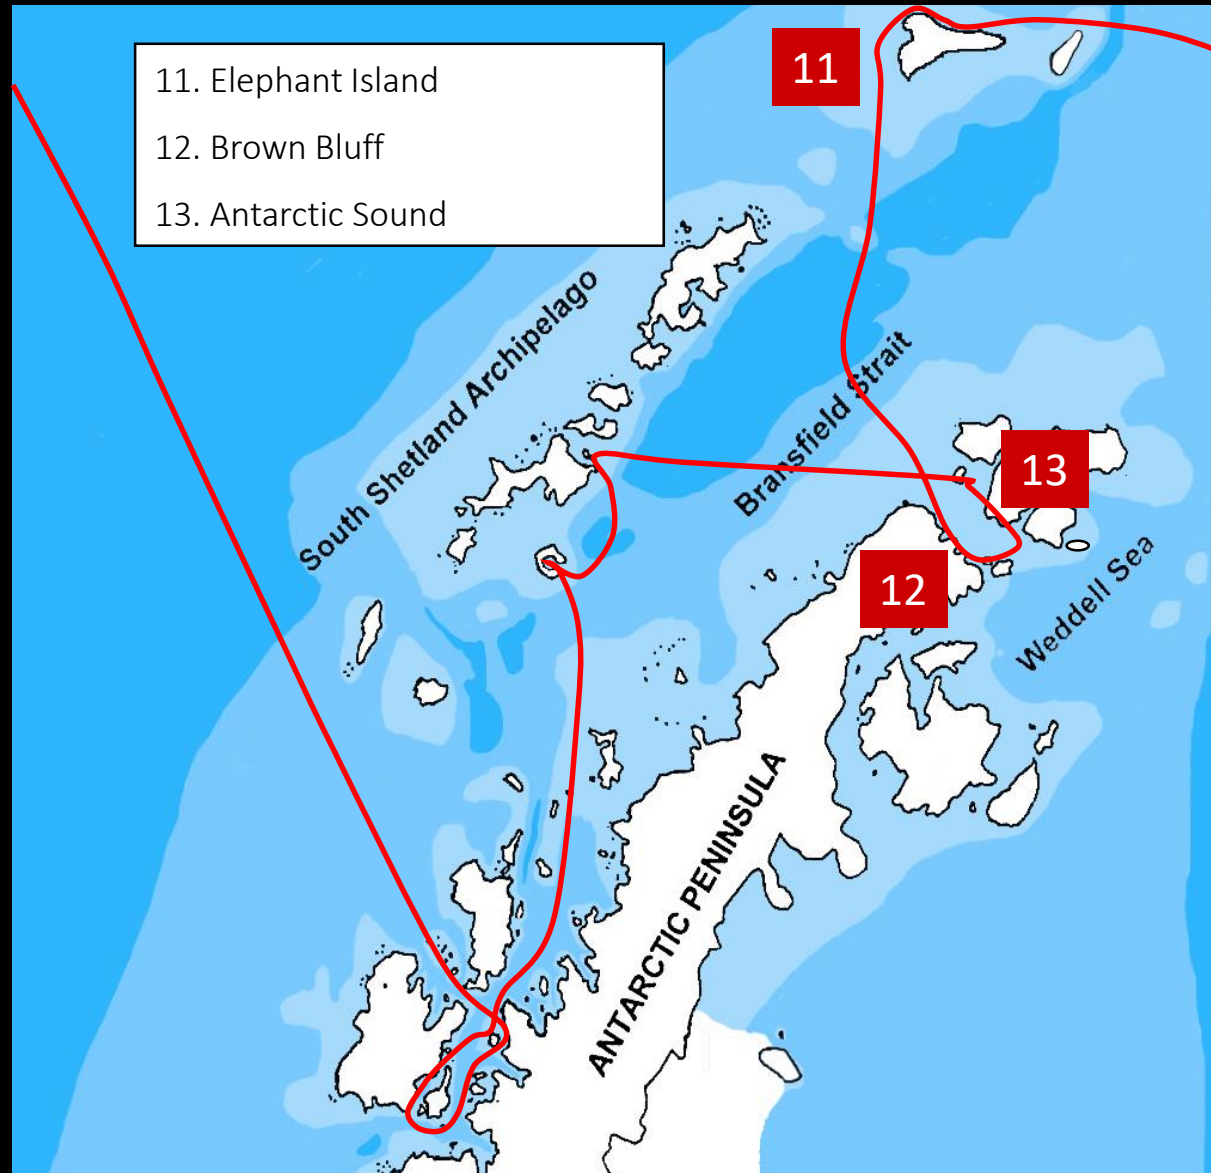 11. Elephant Island
12. Brown Bluff
13. Antarctic Sound
11
South Shetland Archipelago
Bransfield Strait
13
12
Weddell Sea
ANTARCTIC PENINSULA